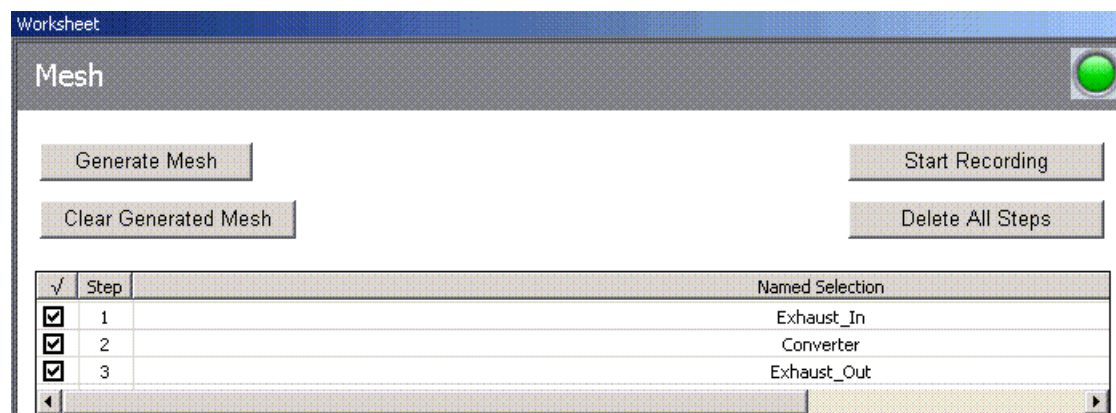 Worksheet
Mesh
Generate Mesh Start Recording
Clear Generated Mesh Delete All Steps
√ Step Named Selection
1 Exhaust_In
2 Converter
3 Exhaust_Out